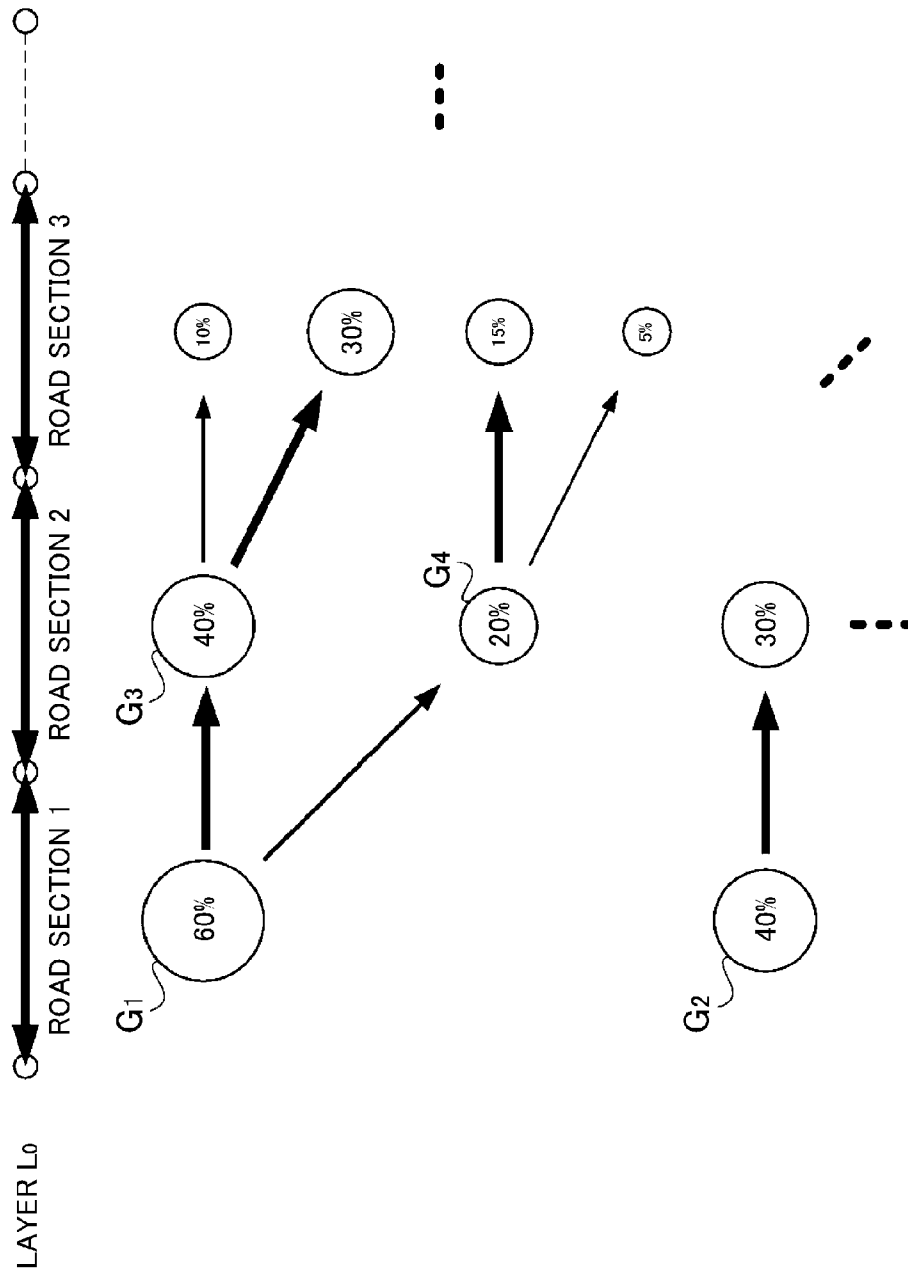 LAYER L0
ROAD SECTION 1
ROAD SECTION 2
ROAD SECTION 3
G1
60%
G3
40%
10%
30%
G4
20%
15%
5%
G2
40%
30%